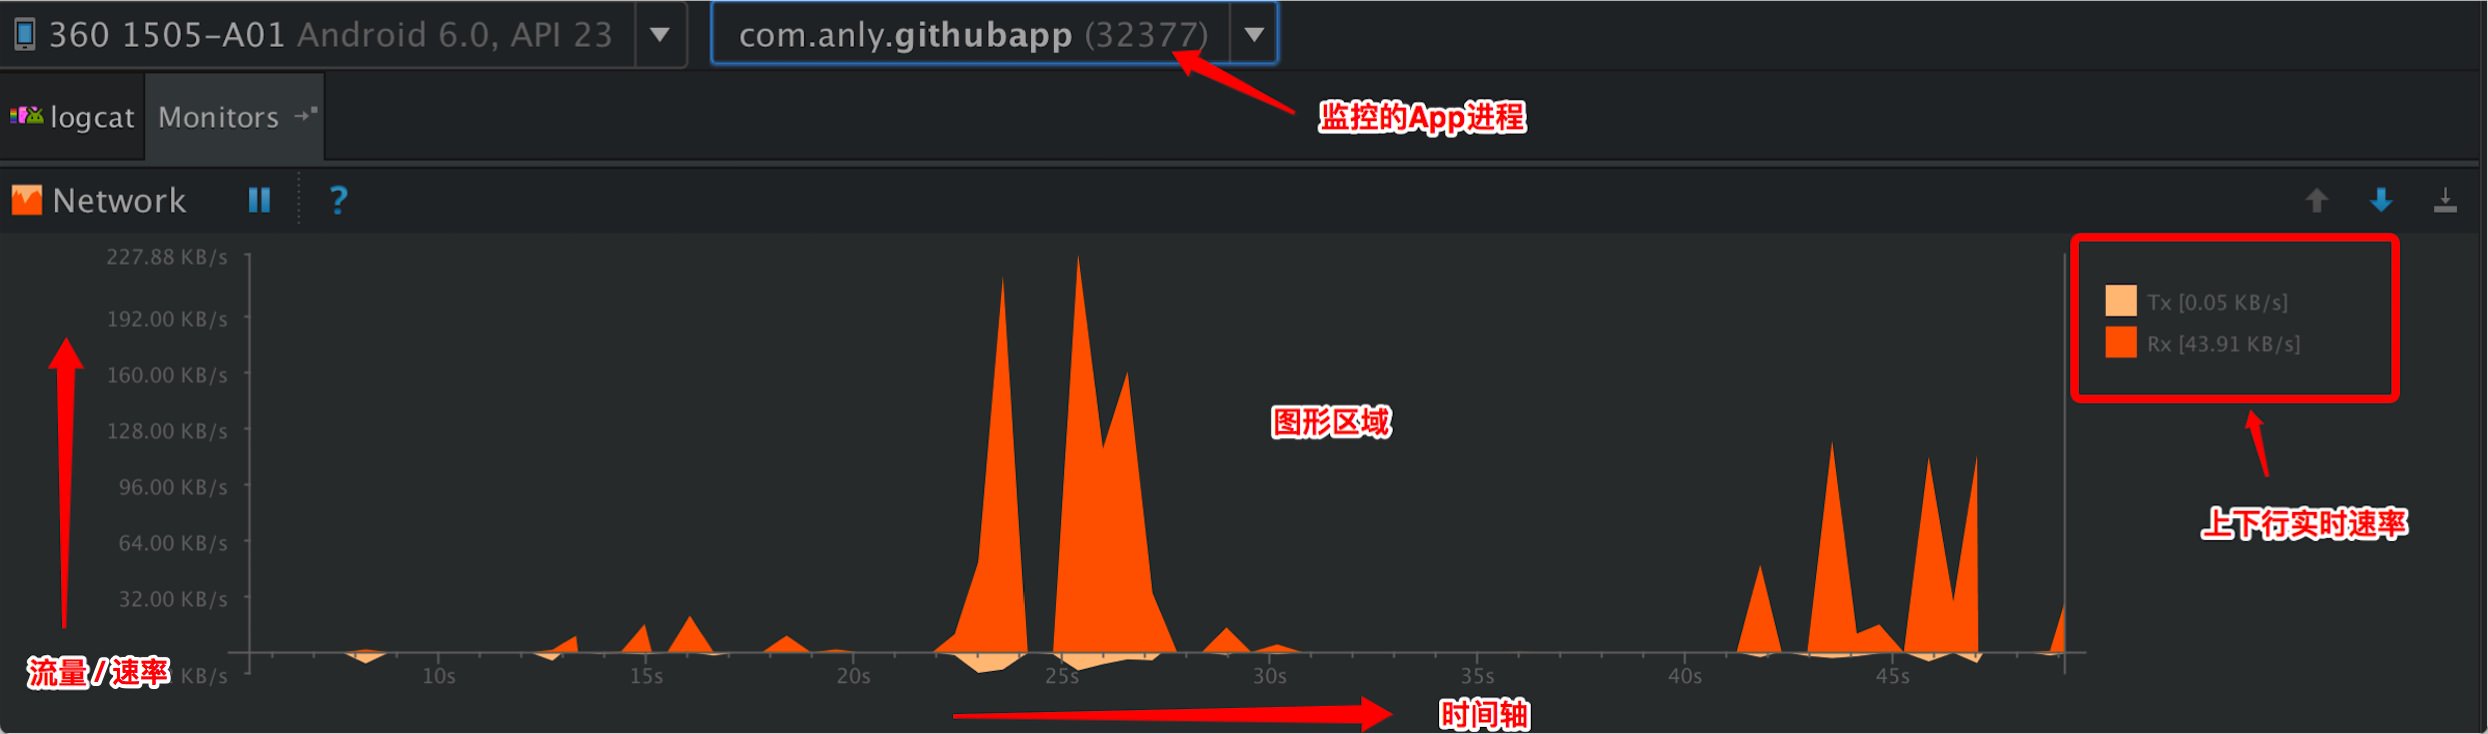 360 1505-A01 Android 6.0, API 23
com.anly.githubapp (32377)
监控的App进程
logcat
Monitors
Network
?
227.88 KB/s
192.00 KB/s
160.00 KB/s
128.00 KB/s
96.00 KB/s
64.00 KB/s
32.00 KB/s
KB/s
流量 / 速率
图形区域
Tx [0.05 KB/s]
Rx [43.91 KB/s]
上下行实时速率
10s
15s
20s
25s
30s
35s
40s
45s
时间轴